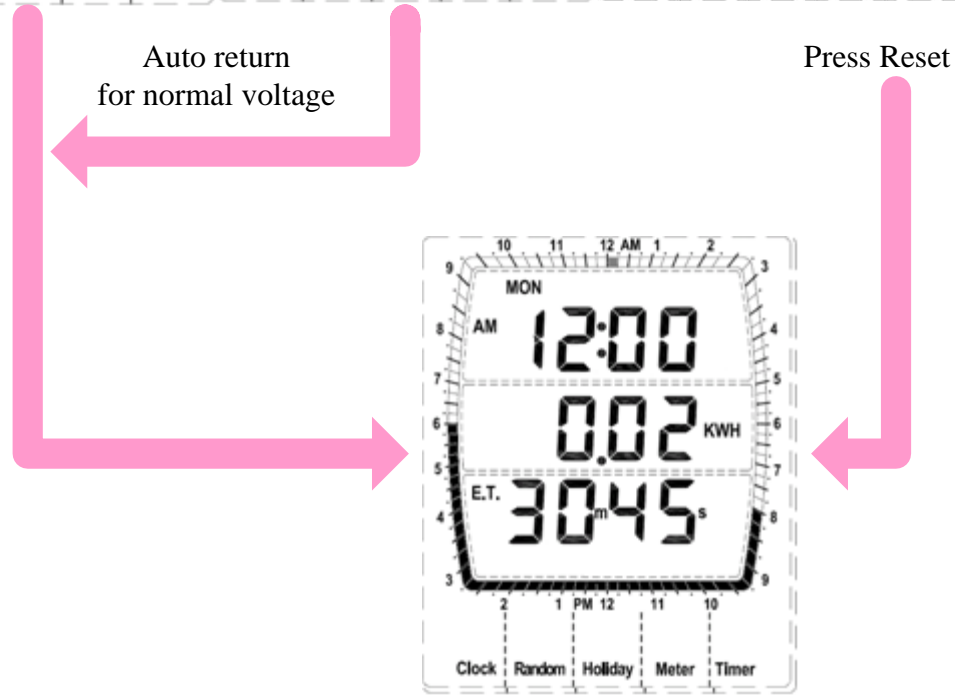 Auto return
for normal voltage
Press Reset
10 11 12 AM 1 2
9 3
MON
8 AM 12:00 4
7 5
6 0.02 KWH 6
5 7
E.T.
4 30m45s 8
3 9
2 1 PM 12 11 10
Clock Random Holiday Meter Timer